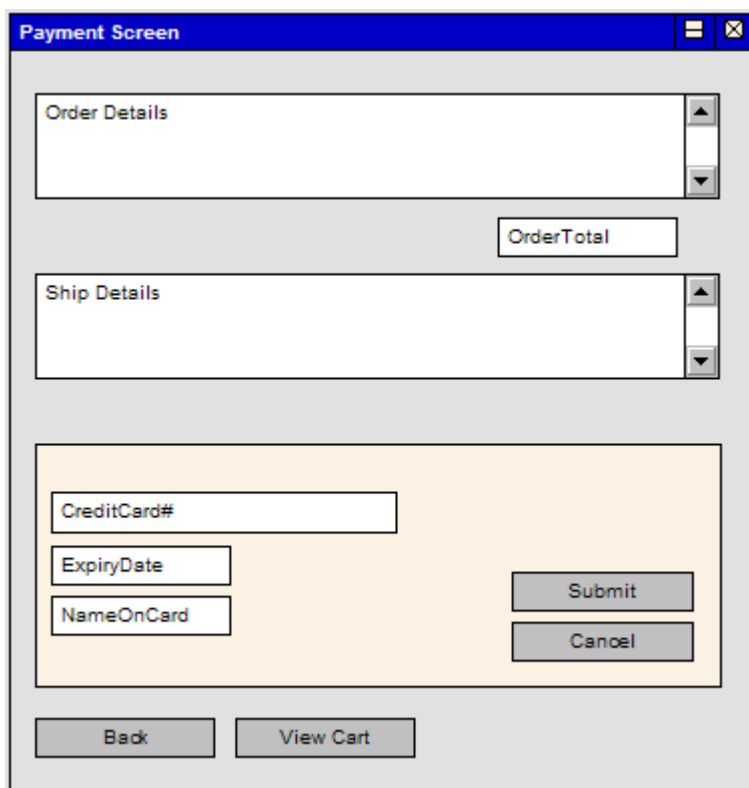 Payment Screen
Order Details
OrderTotal
Ship Details
CreditCard#
ExpiryDate
NameOnCard
Submit
Cancel
Back
View Cart